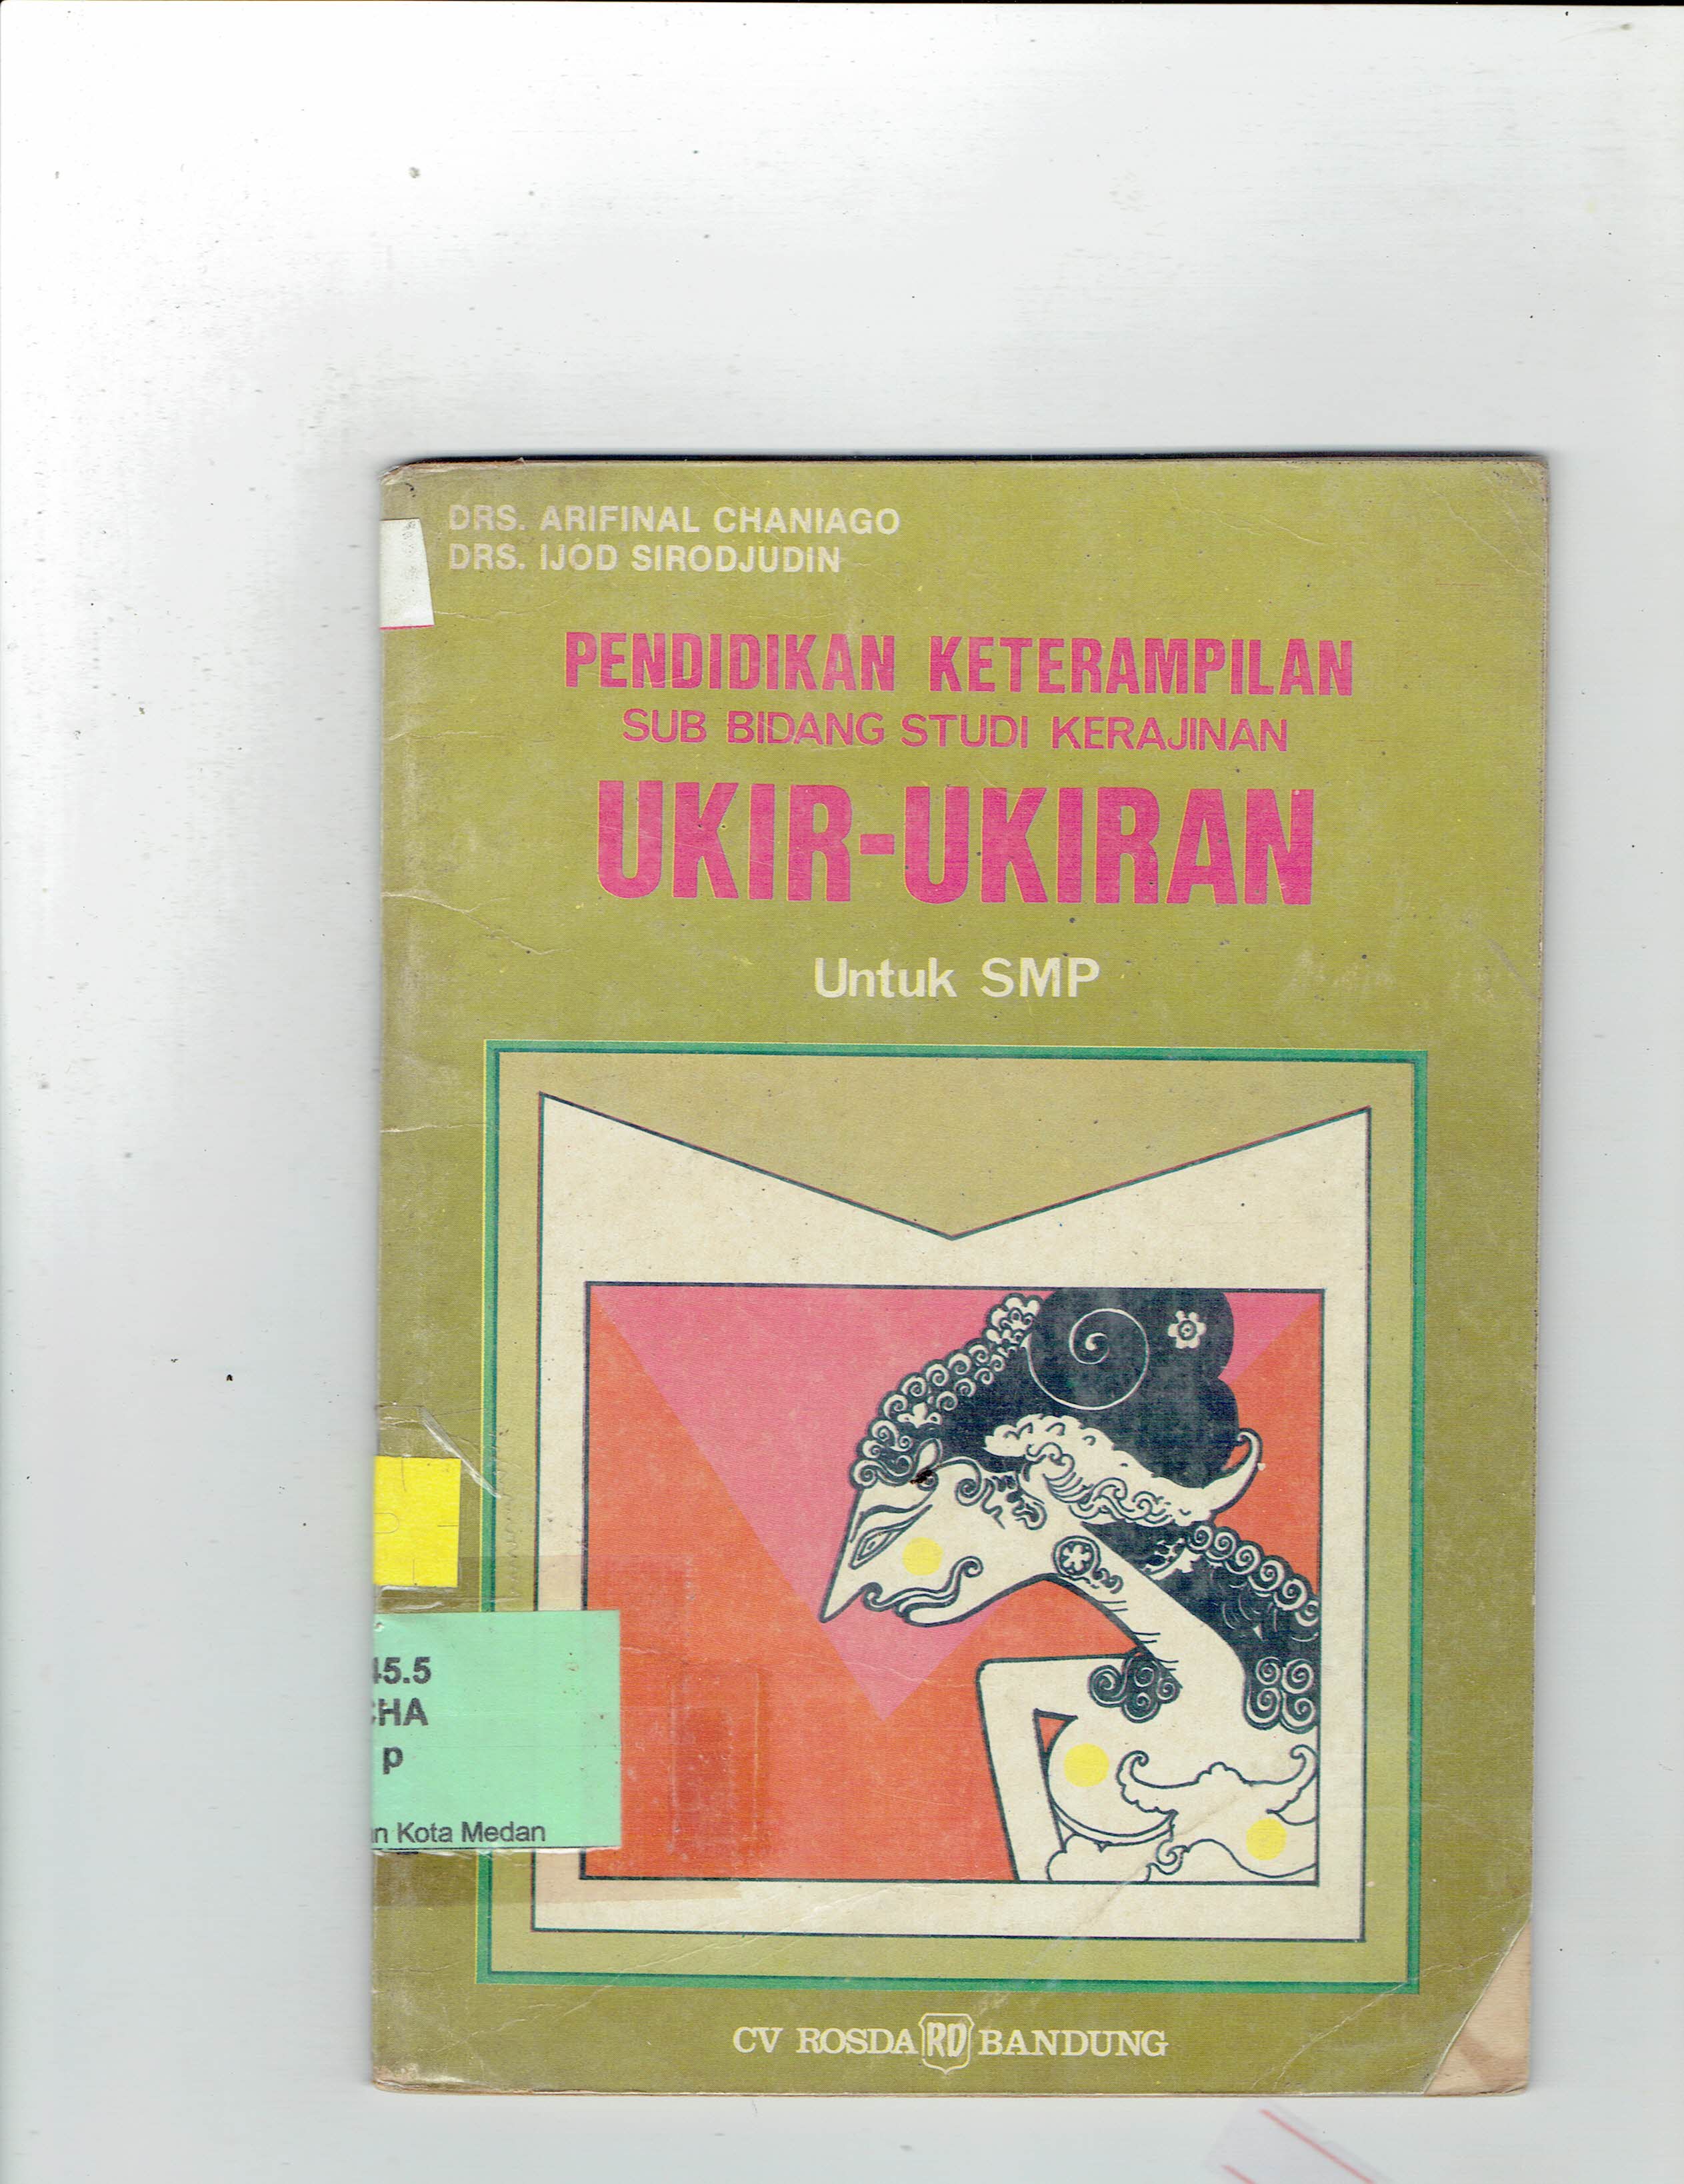 DRS. ARIFINAL CHANIAGO
DRS. IJOD SIRODJUDIN
PENDIDIKAN KETERAMPILAN
SUB BIDANG STUDI KERAJINAN
UKIR-UKIRAN
Untuk SMP
45.5
CHA
p
Kota Medan
CV ROSDA RD BANDUNG